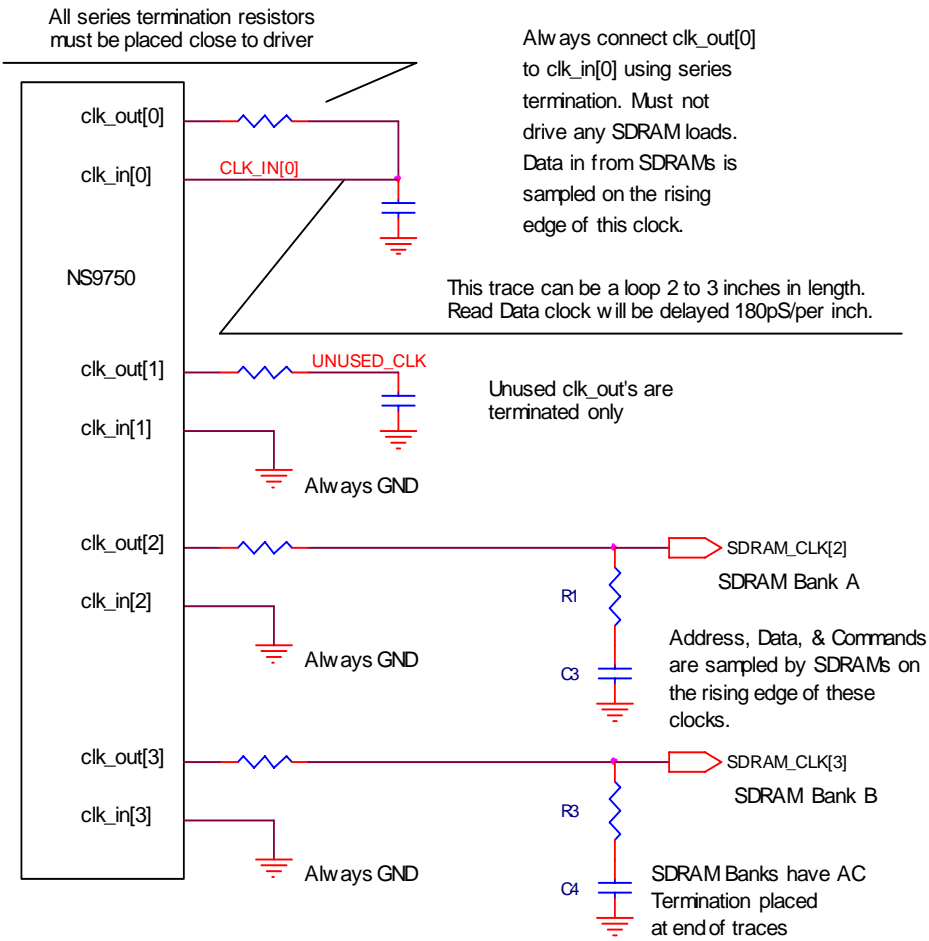 All series termination resistors
must be placed close to driver
Always connect clk_out[0]
to clk_in[0] using series
termination. Must not
drive any SDRAM loads.
Data in from SDRAMs is
sampled on the rising
edge of this clock.
clk_out[0]
clk_in[0]
CLK_IN[0]
NS9750
This trace can be a loop 2 to 3 inches in length.
Read Data clock will be delayed 180pS/per inch.
clk_out[1]
UNUSED_CLK
Unused clk_out's are
terminated only
clk_in[1]
Always GND
clk_out[2]
SDRAM_CLK[2]
SDRAM Bank A
clk_in[2]
R1
Always GND
C3
Address, Data, & Commands
are sampled by SDRAMs on
the rising edge of these
clocks.
clk_out[3]
SDRAM_CLK[3]
SDRAM Bank B
clk_in[3]
R3
Always GND
C4
SDRAM Banks have AC
Termination placed
at end of traces